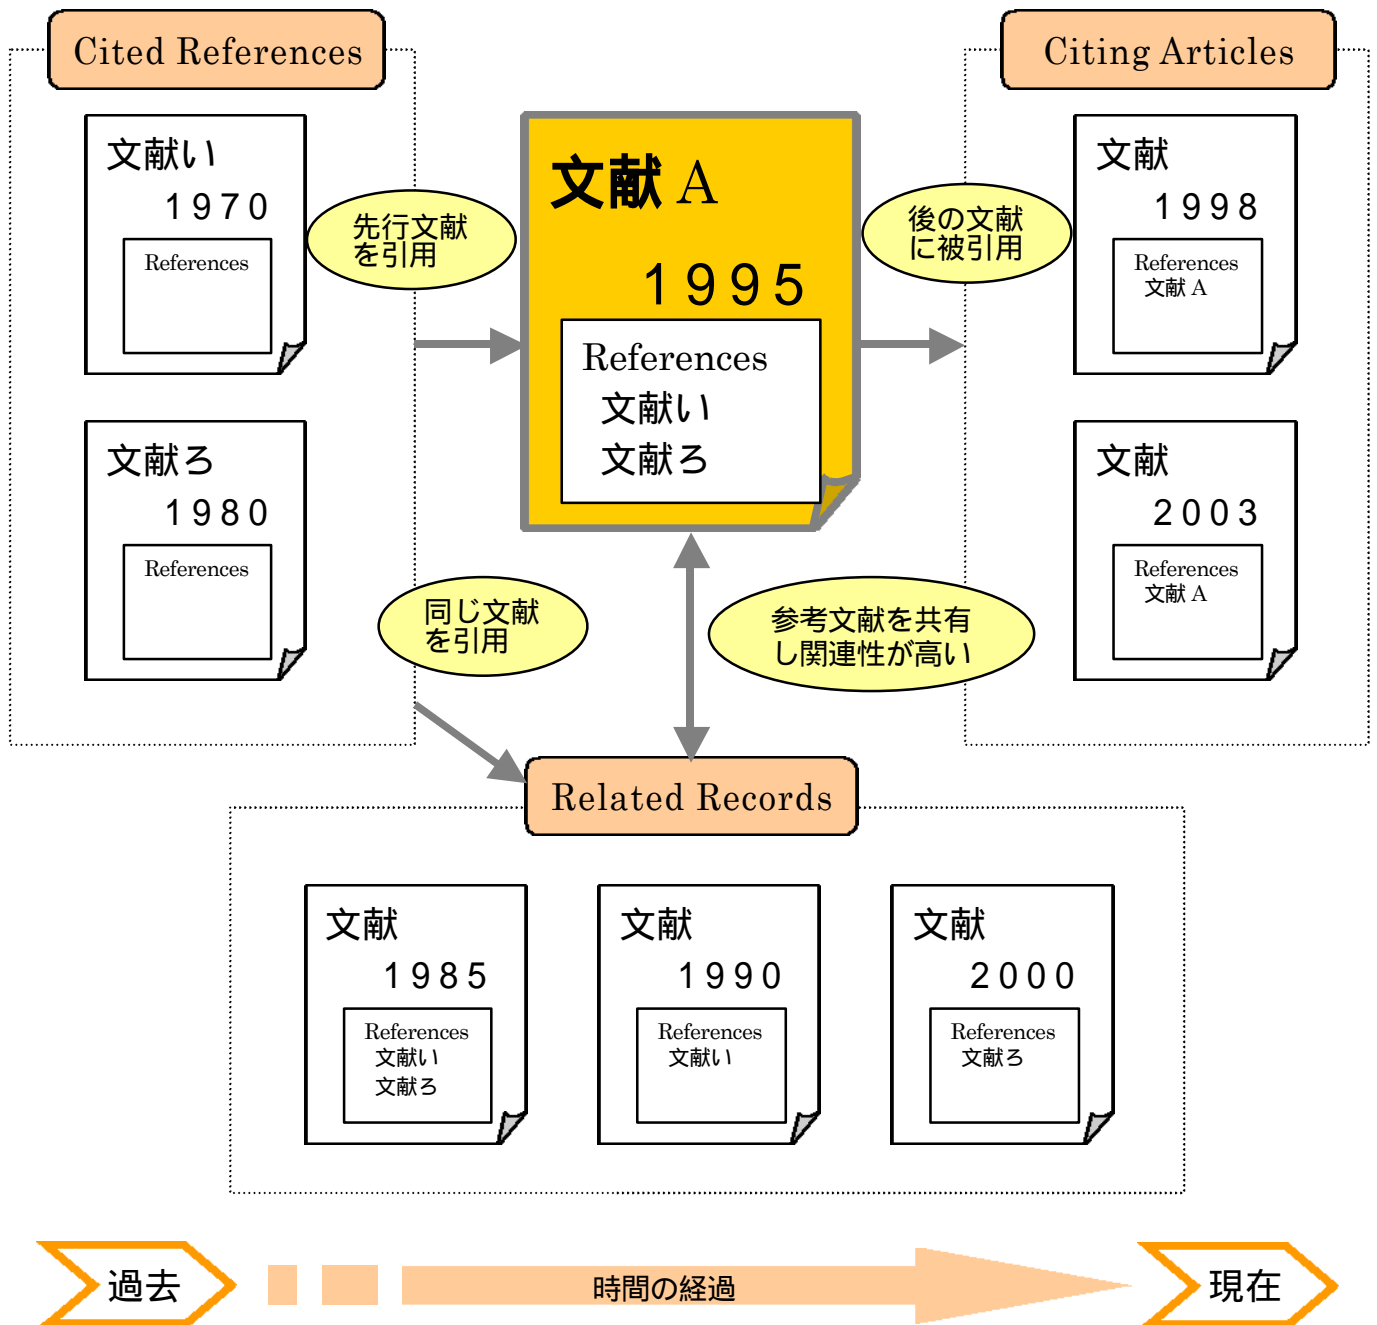 Cited References
Citing Articles
文献い
1970
References
先行文献
を引用
文献 A
1995
References
文献い
文献ろ
後の文献
に被引用
文献
1998
References
文献 A
文献ろ
1980
References
文献
2003
References
文献 A
同じ文献
を引用
参考文献を共有
し関連性が高い
Related Records
文献
1985
References
文献い
文献ろ
文献
1990
References
文献い
文献
2000
References
文献ろ
過去
時間の経過
現在